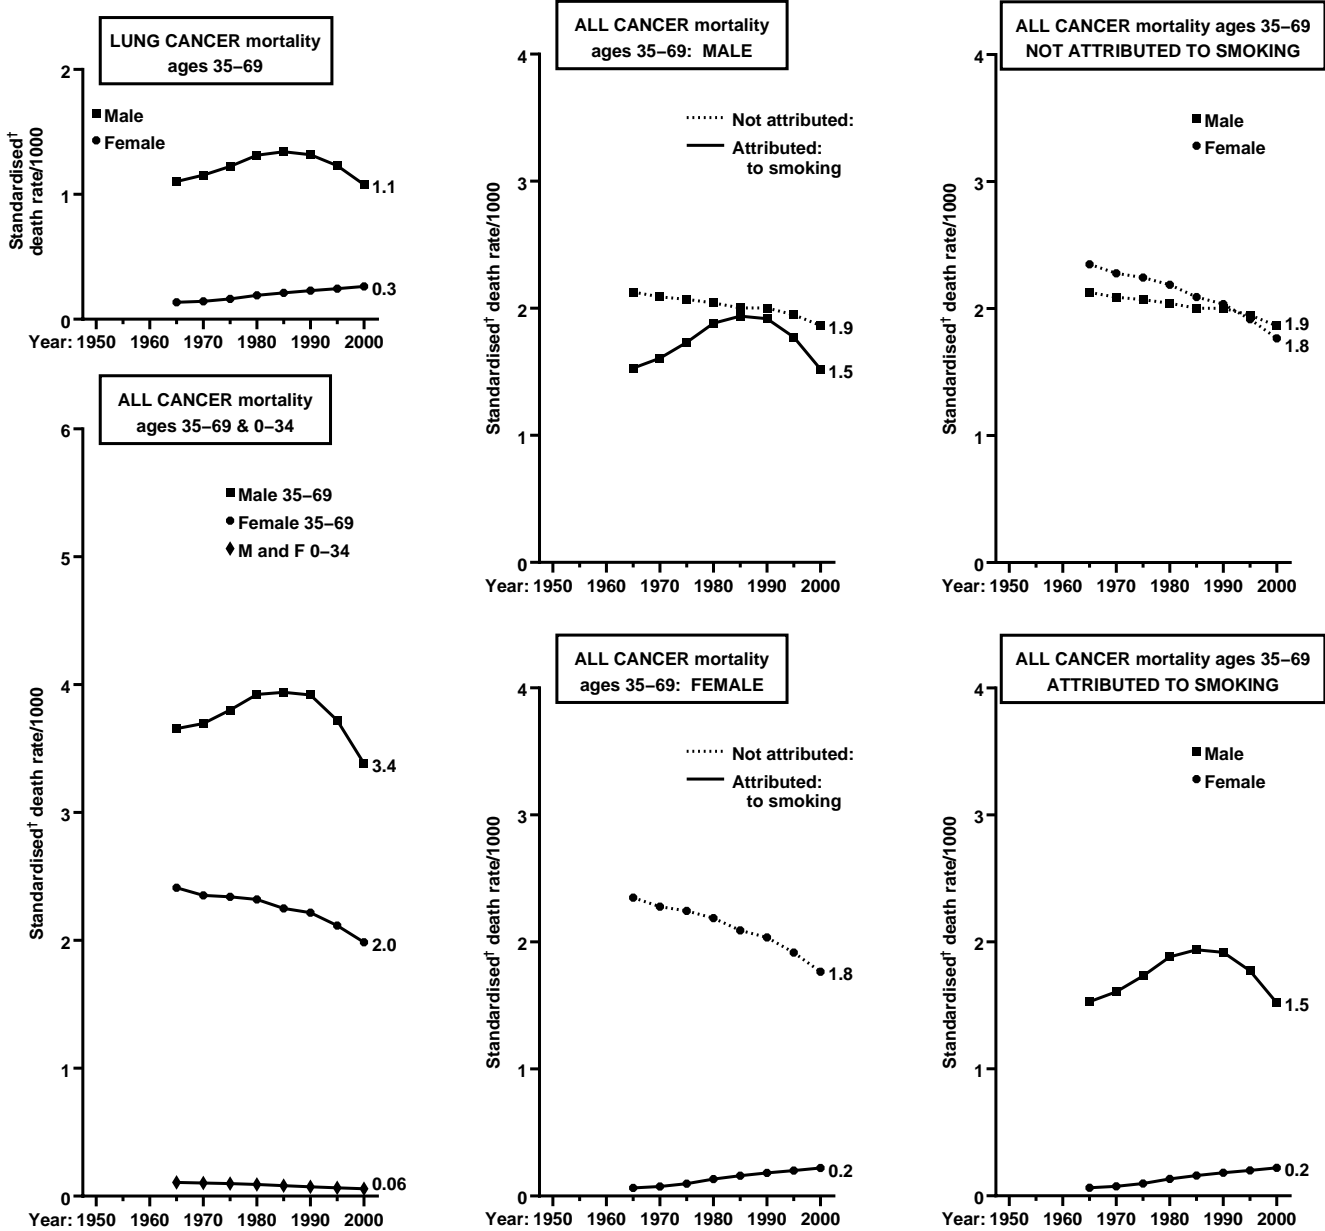 LUNG CANCER mortality
ages 35–69
2
1
0
Standardised†
death rate/1000
Male
Female
1.1
0.3
Year: 1950 1960 1970 1980 1990 2000
ALL CANCER mortality
ages 35–69 & 0–34
6
5
4
3
2
1
0
Standardised† death rate/1000
Male 35–69
Female 35–69
M and F 0–34
3.4
2.0
0.06
Year: 1950 1960 1970 1980 1990 2000
ALL CANCER mortality
ages 35–69: MALE
4
3
2
1
0
Standardised† death rate/1000
Not attributed:
Attributed:
to smoking
1.9
1.5
Year: 1950 1960 1970 1980 1990 2000
ALL CANCER mortality
ages 35–69: FEMALE
4
3
2
1
0
Standardised† death rate/1000
Not attributed:
Attributed:
to smoking
1.8
0.2
Year: 1950 1960 1970 1980 1990 2000
ALL CANCER mortality ages 35–69
NOT ATTRIBUTED TO SMOKING
4
3
2
1
0
Standardised† death rate/1000
Male
Female
1.9
1.8
Year: 1950 1960 1970 1980 1990 2000
ALL CANCER mortality ages 35–69
ATTRIBUTED TO SMOKING
4
3
2
1
0
Standardised† death rate/1000
Male
Female
1.5
0.2
Year: 1950 1960 1970 1980 1990 2000